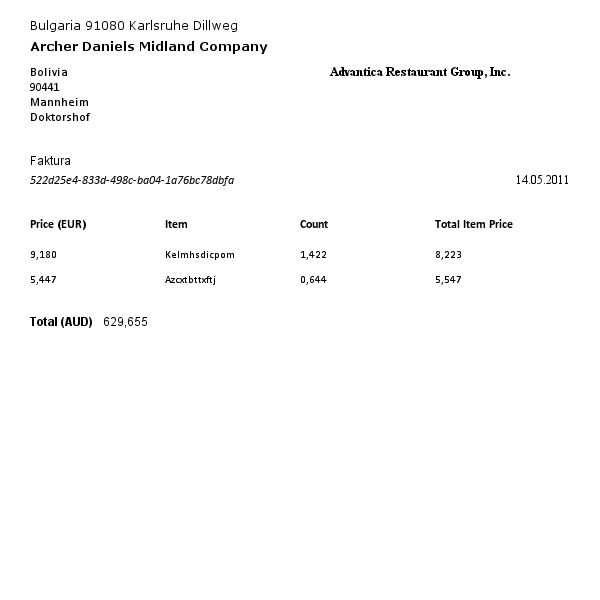 Bulgaria 91080 Karlsruhe Dillweg
Archer Daniels Midland Company
Bolivia
90441
Mannheim
Doktorshof
Advantica Restaurant Group, Inc.
Faktura
522d25e4-833d-498c-ba04-1a76bc78dbfa
14.05.2011
Price (EUR) Item Count Total Item Price
9,180 Kelmhsdicpom 1,422 8,223
5,447 Azcxtbttxftj 0,644 5,547
Total (AUD) 629,655